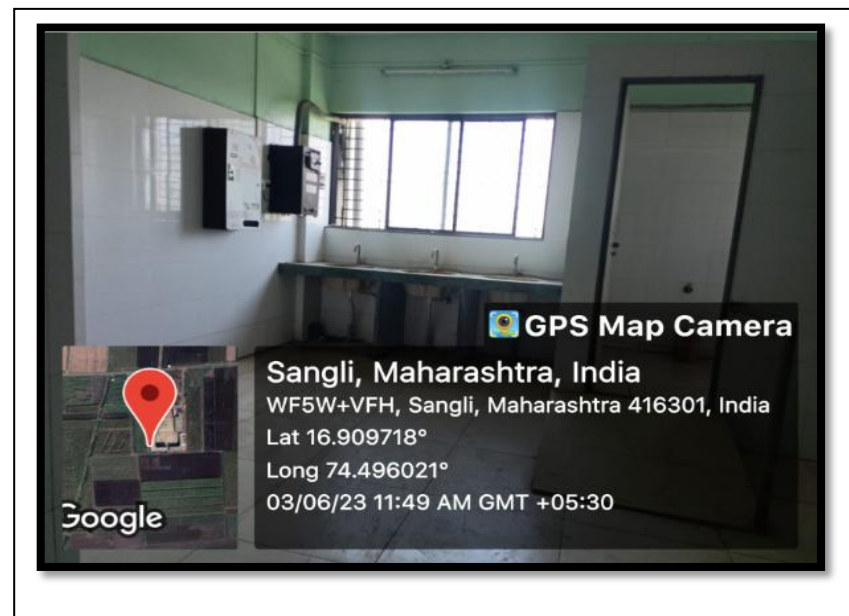 GPS Map Camera
Sangli, Maharashtra, India
WF5W+VFH, Sangli, Maharashtra 416301, India
Lat 16.909718°
Long 74.496021°
03/06/23 11:49 AM GMT +05:30
Google